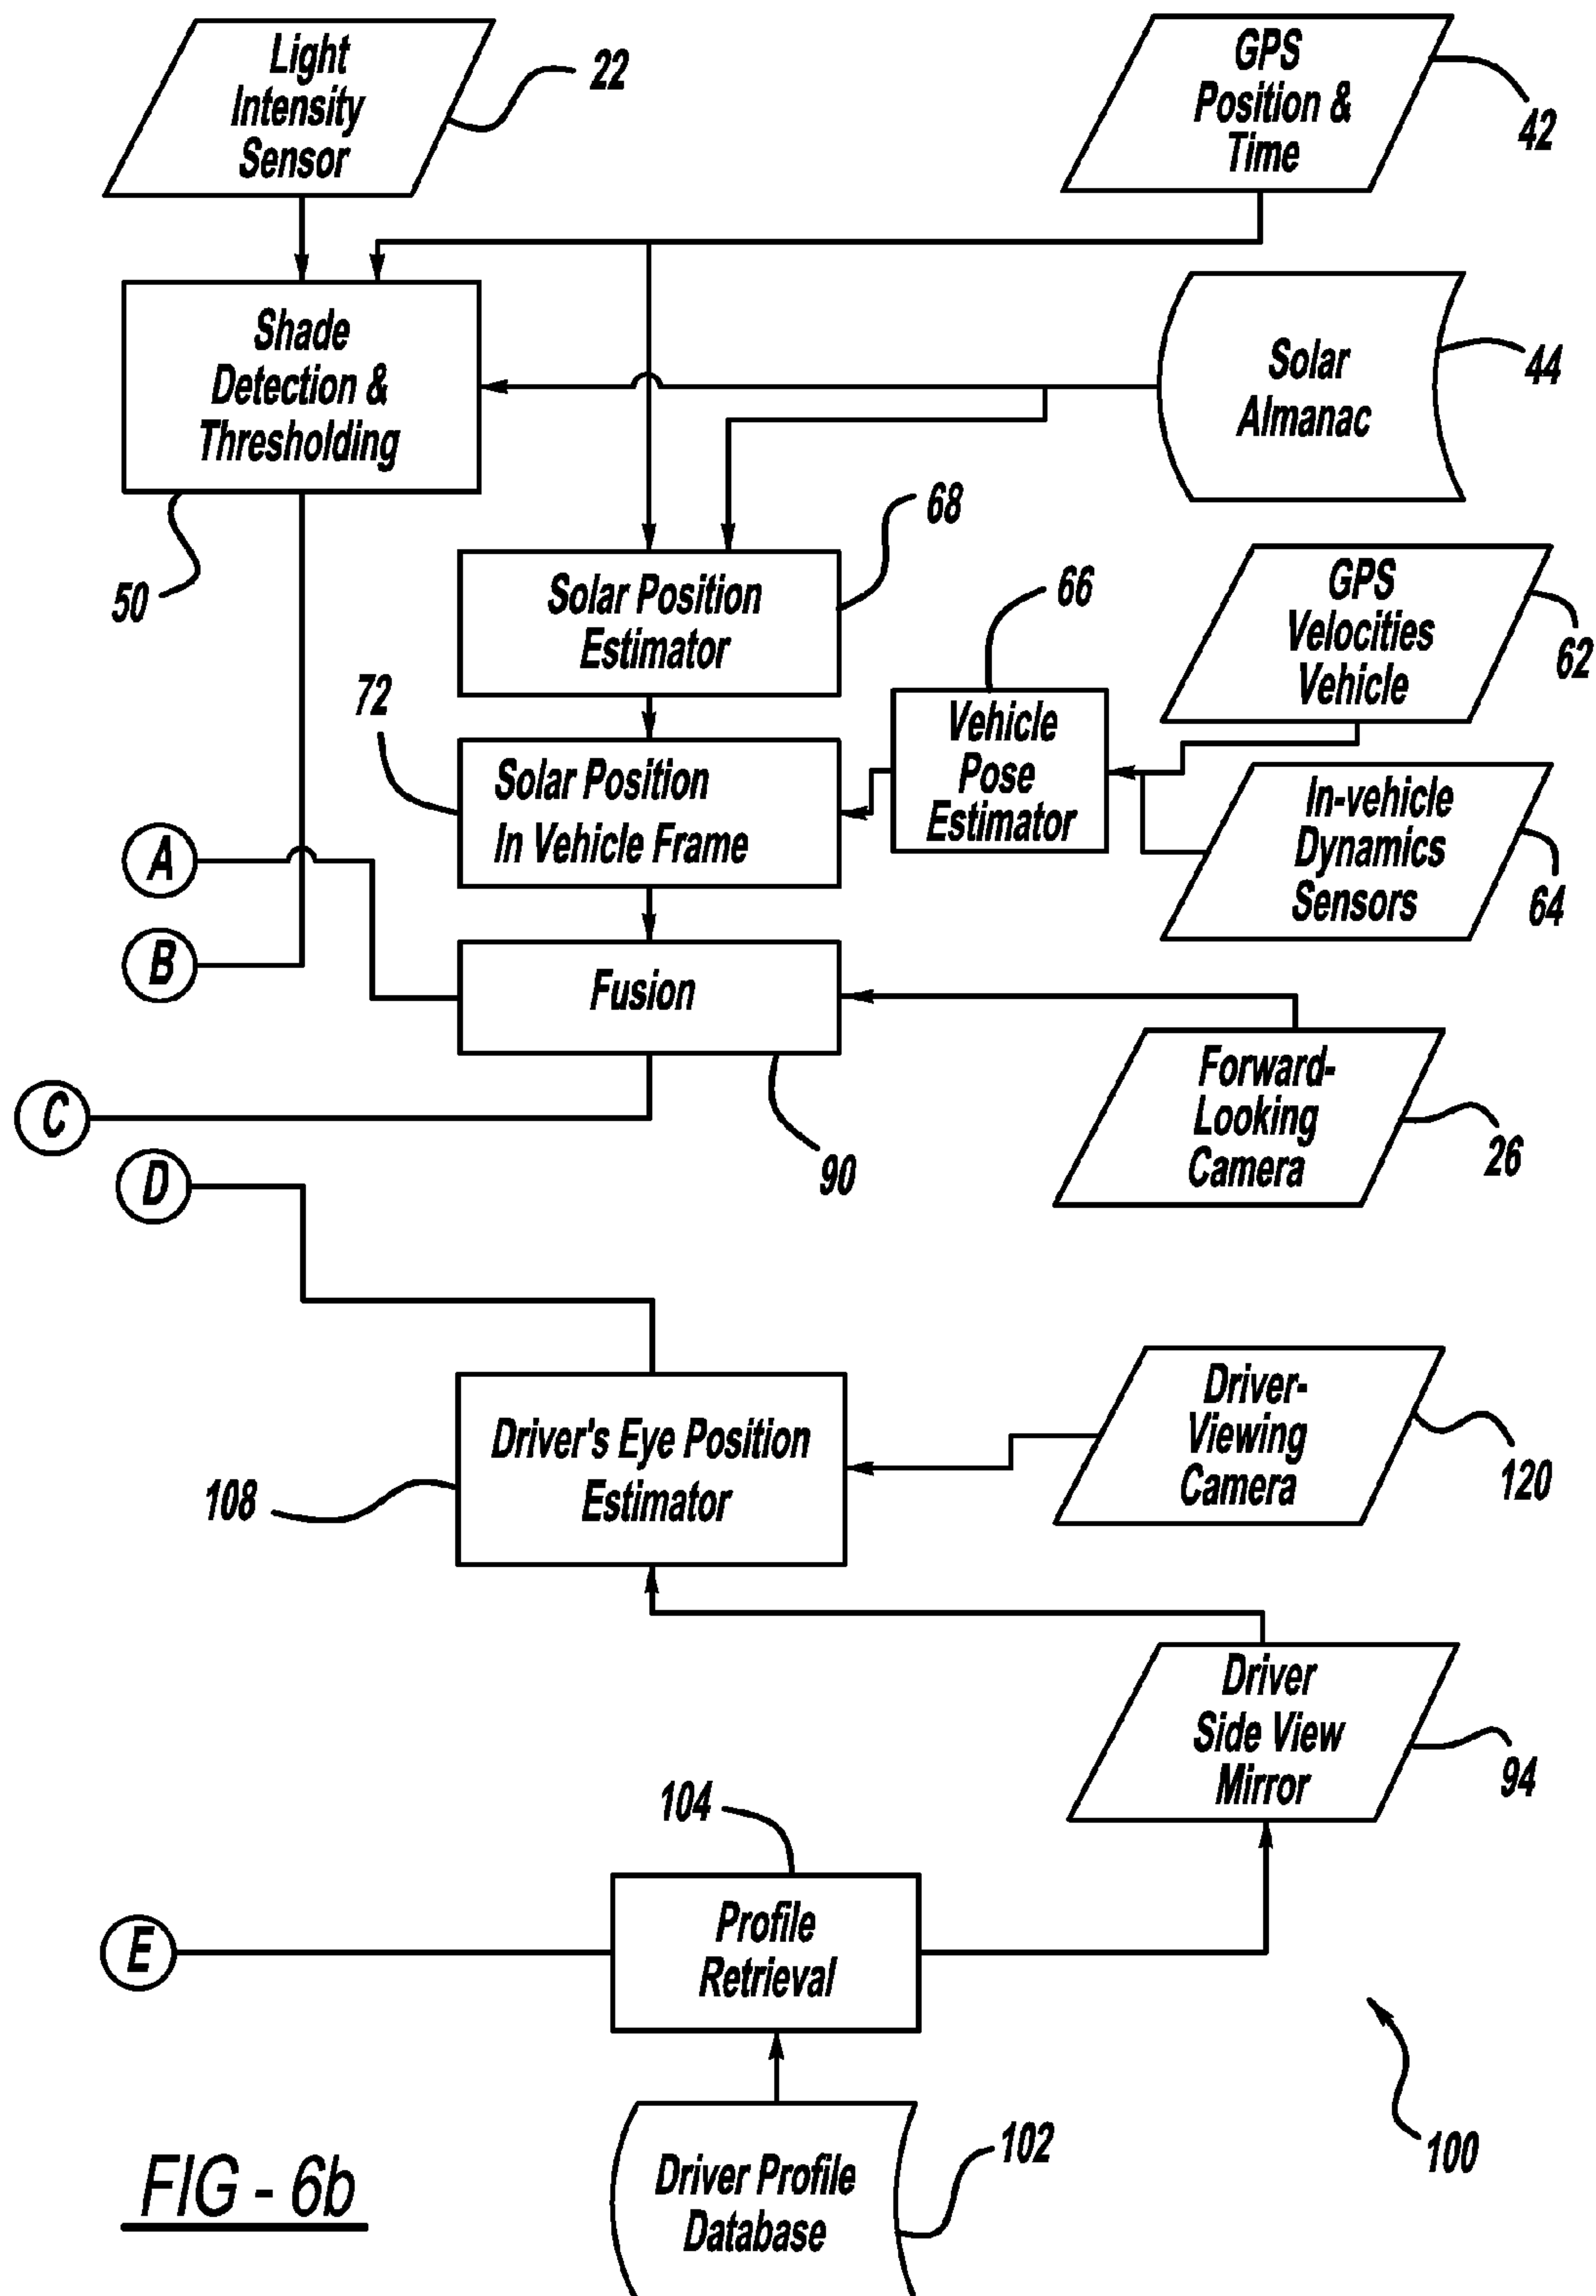 Light
Intensity
Sensor
22
GPS
Position &
Time
42
Shade
Detection &
Thresholding
50
Solar
Almanac
44
Solar Position
Estimator
68
66
GPS
Velocities
Vehicle
62
72
Solar Position
In Vehicle Frame
Vehicle
Pose
Estimator
In-vehicle
Dynamics
Sensors
64
A
B
Fusion
90
Forward-
Looking
Camera
26
C
D
Driver's Eye Position
Estimator
108
Driver-
Viewing
Camera
120
Driver
Side View
Mirror
94
104
Profile
Retrieval
E
100
Driver Profile
Database
102
FIG - 6b